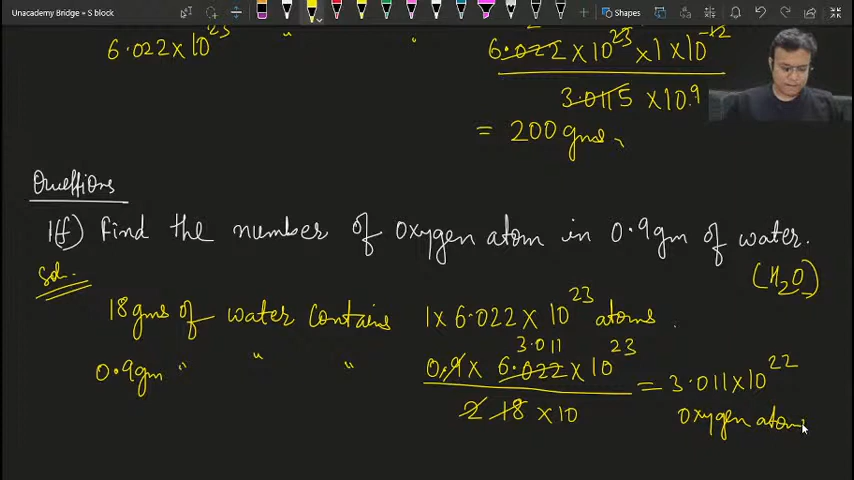 Unacademy Bridge + S block
Shapes
6.022×10^23 " " 6.022×10^23×1×10^-12
3.0115×10^9
= 200 gms,
Questions
1(f) Find the number of oxygen atom in 0.9gm of water.
(H2O)
Soln.
18gms of water contains 1×6.022×10^23 atoms.
3.011
0.9gm " " " 0.9×6.022×10^23
2 18 ×10
= 3.011×10^22
oxygen atoms